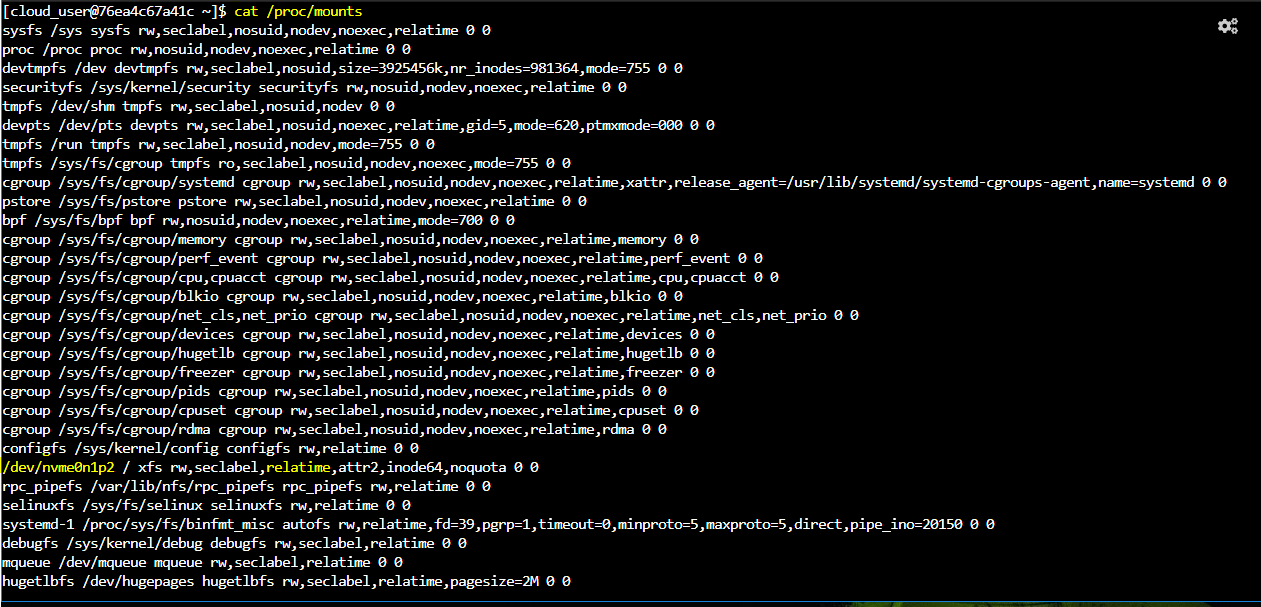 [cloud_user@76ea4c67a41c ~]$ cat /proc/mounts
sysfs /sys sysfs rw,seclabel,nosuid,nodev,noexec,relatime 0 0
proc /proc proc rw,nosuid,nodev,noexec,relatime 0 0
devtmpfs /dev devtmpfs rw,seclabel,nosuid,size=3925456k,nr_inodes=981364,mode=755 0 0
securityfs /sys/kernel/security securityfs rw,nosuid,nodev,noexec,relatime 0 0
tmpfs /dev/shm tmpfs rw,seclabel,nosuid,nodev 0 0
devpts /dev/pts devpts rw,seclabel,nosuid,noexec,relatime,gid=5,mode=620,ptmxmode=000 0 0
tmpfs /run tmpfs rw,seclabel,nosuid,nodev,mode=755 0 0
tmpfs /sys/fs/cgroup tmpfs ro,seclabel,nosuid,nodev,noexec,mode=755 0 0
cgroup /sys/fs/cgroup/systemd cgroup rw,seclabel,nosuid,nodev,noexec,relatime,xattr,release_agent=/usr/lib/systemd/systemd-cgroups-agent,name=systemd 0 0
pstore /sys/fs/pstore pstore rw,seclabel,nosuid,nodev,noexec,relatime 0 0
bpf /sys/fs/bpf bpf rw,nosuid,nodev,noexec,relatime,mode=700 0 0
cgroup /sys/fs/cgroup/memory cgroup rw,seclabel,nosuid,nodev,noexec,relatime,memory 0 0
cgroup /sys/fs/cgroup/perf_event cgroup rw,seclabel,nosuid,nodev,noexec,relatime,perf_event 0 0
cgroup /sys/fs/cgroup/cpu,cpuacct cgroup rw,seclabel,nosuid,nodev,noexec,relatime,cpu,cpuacct 0 0
cgroup /sys/fs/cgroup/blkio cgroup rw,seclabel,nosuid,nodev,noexec,relatime,blkio 0 0
cgroup /sys/fs/cgroup/net_cls,net_prio cgroup rw,seclabel,nosuid,nodev,noexec,relatime,net_cls,net_prio 0 0
cgroup /sys/fs/cgroup/devices cgroup rw,seclabel,nosuid,nodev,noexec,relatime,devices 0 0
cgroup /sys/fs/cgroup/hugetlb cgroup rw,seclabel,nosuid,nodev,noexec,relatime,hugetlb 0 0
cgroup /sys/fs/cgroup/freezer cgroup rw,seclabel,nosuid,nodev,noexec,relatime,freezer 0 0
cgroup /sys/fs/cgroup/pids cgroup rw,seclabel,nosuid,nodev,noexec,relatime,pids 0 0
cgroup /sys/fs/cgroup/cpuset cgroup rw,seclabel,nosuid,nodev,noexec,relatime,cpuset 0 0
cgroup /sys/fs/cgroup/rdma cgroup rw,seclabel,nosuid,nodev,noexec,relatime,rdma 0 0
configfs /sys/kernel/config configfs rw,relatime 0 0
/dev/nvme0n1p2 / xfs rw,seclabel,relatime,attr2,inode64,noquota 0 0
rpc_pipefs /var/lib/nfs/rpc_pipefs rpc_pipefs rw,relatime 0 0
selinuxfs /sys/fs/selinux selinuxfs rw,relatime 0 0
systemd-1 /proc/sys/fs/binfmt_misc autofs rw,relatime,fd=39,pgrp=1,timeout=0,minproto=5,maxproto=5,direct,pipe_ino=20150 0 0
debugfs /sys/kernel/debug debugfs rw,seclabel,relatime 0 0
mqueue /dev/mqueue mqueue rw,seclabel,relatime 0 0
hugetlbfs /dev/hugepages hugetlbfs rw,seclabel,relatime,pagesize=2M 0 0